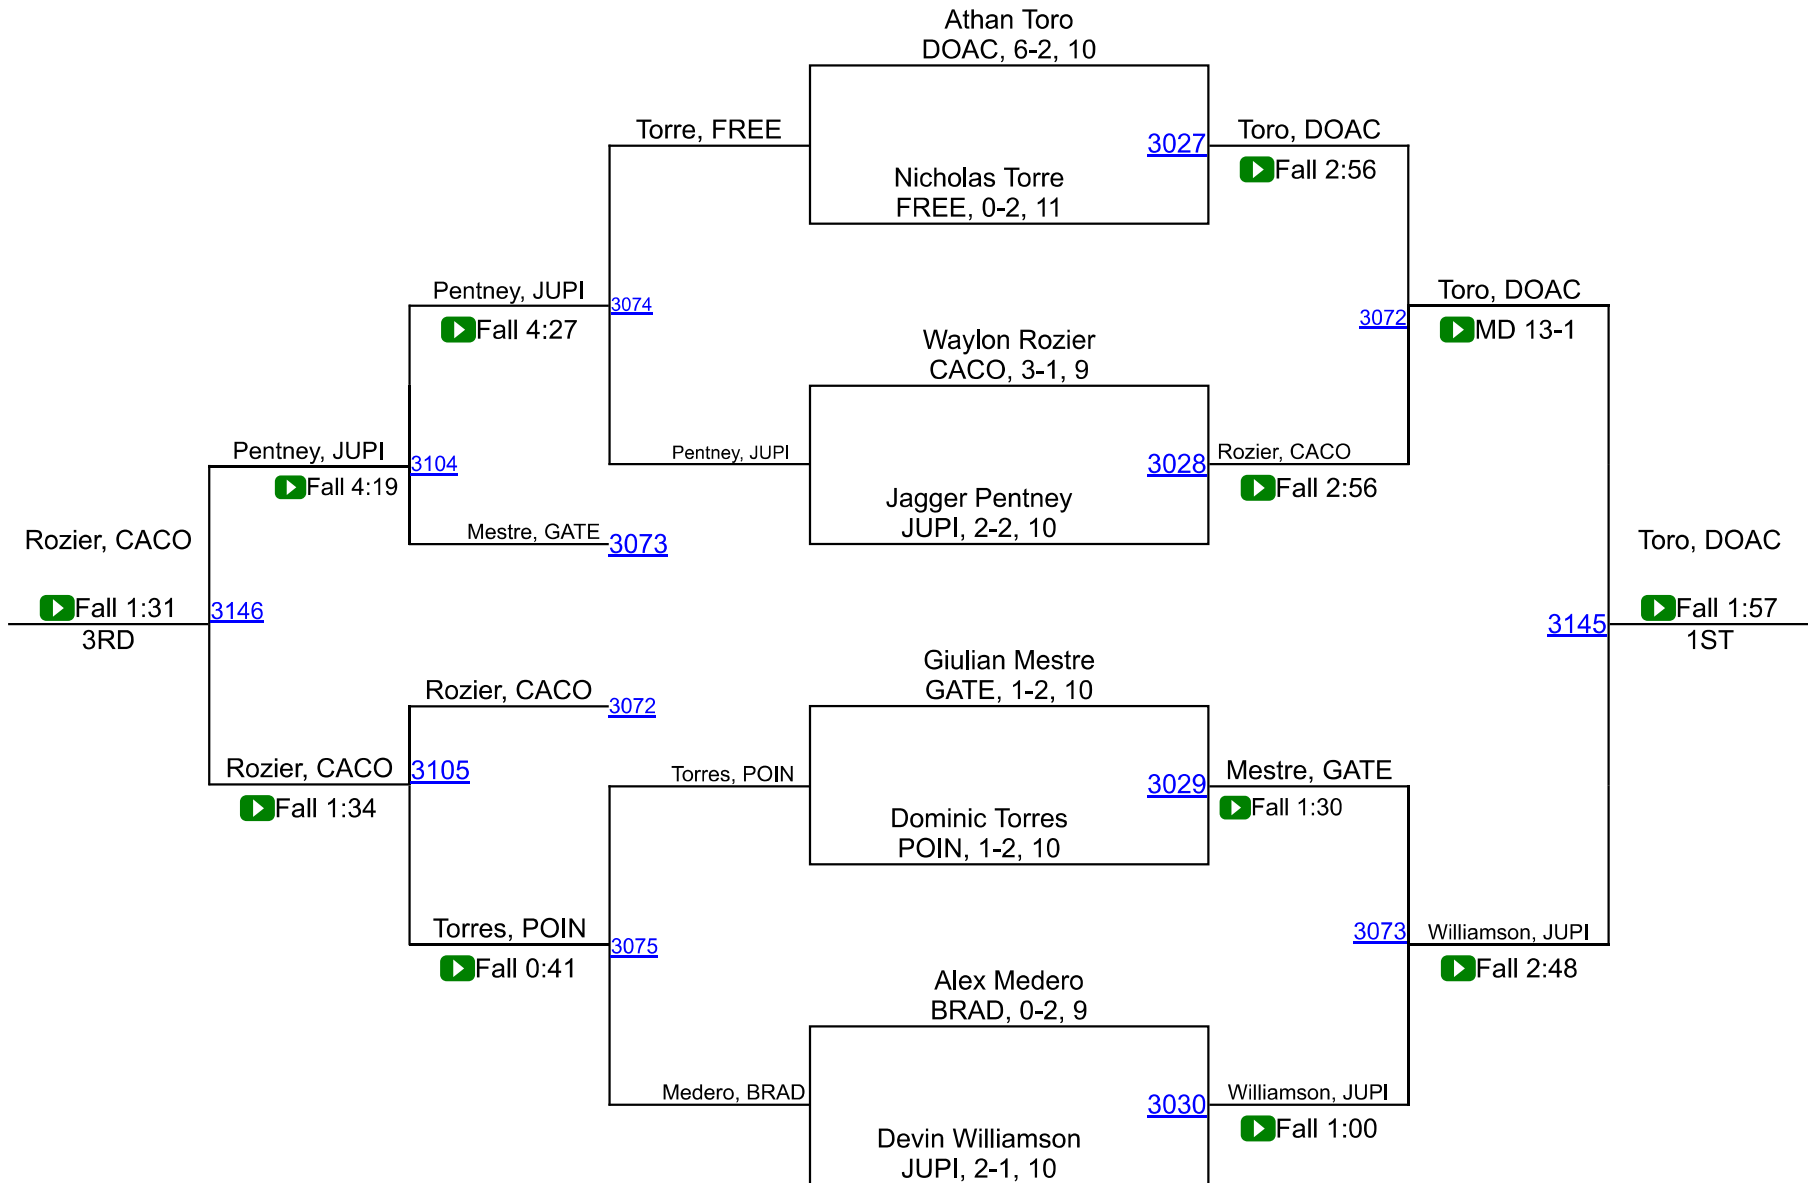 Athan Toro
DOAC, 6-2, 10
Torre, FREE
3027
Toro, DOAC
Fall 2:56
Nicholas Torre
FREE, 0-2, 11
Pentney, JUPI
3074
Fall 4:27
Toro, DOAC
3072
MD 13-1
Waylon Rozier
CACO, 3-1, 9
Pentney, JUPI
3104
Fall 4:19
Pentney, JUPI
3028
Rozier, CACO
Fall 2:56
Jagger Pentney
JUPI, 2-2, 10
Mestre, GATE
3073
Rozier, CACO
Fall 1:31
3RD
3146
Toro, DOAC
3145
Fall 1:57
1ST
Giulian Mestre
GATE, 1-2, 10
Rozier, CACO
3072
Rozier, CACO
3105
Fall 1:34
Torres, POIN
3029
Mestre, GATE
Fall 1:30
Dominic Torres
POIN, 1-2, 10
Torres, POIN
3075
Fall 0:41
3073
Williamson, JUPI
Fall 2:48
Alex Medero
BRAD, 0-2, 9
Medero, BRAD
3030
Williamson, JUPI
Fall 1:00
Devin Williamson
JUPI, 2-1, 10